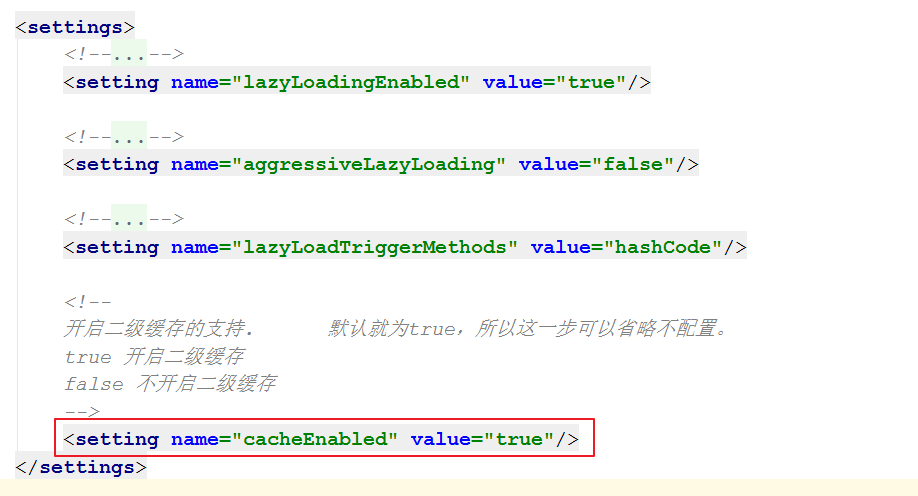 <settings>
<!--...-->
<setting name="lazyLoadingEnabled" value="true"/>
<!--...-->
<setting name="aggressiveLazyLoading" value="false"/>
<!--...-->
<setting name="lazyLoadTriggerMethods" value="hashCode"/>
<!--
开启二级缓存的支持.      默认就为true，所以这一步可以省略不配置。
true 开启二级缓存
false 不开启二级缓存
-->
<setting name="cacheEnabled" value="true"/>
</settings>